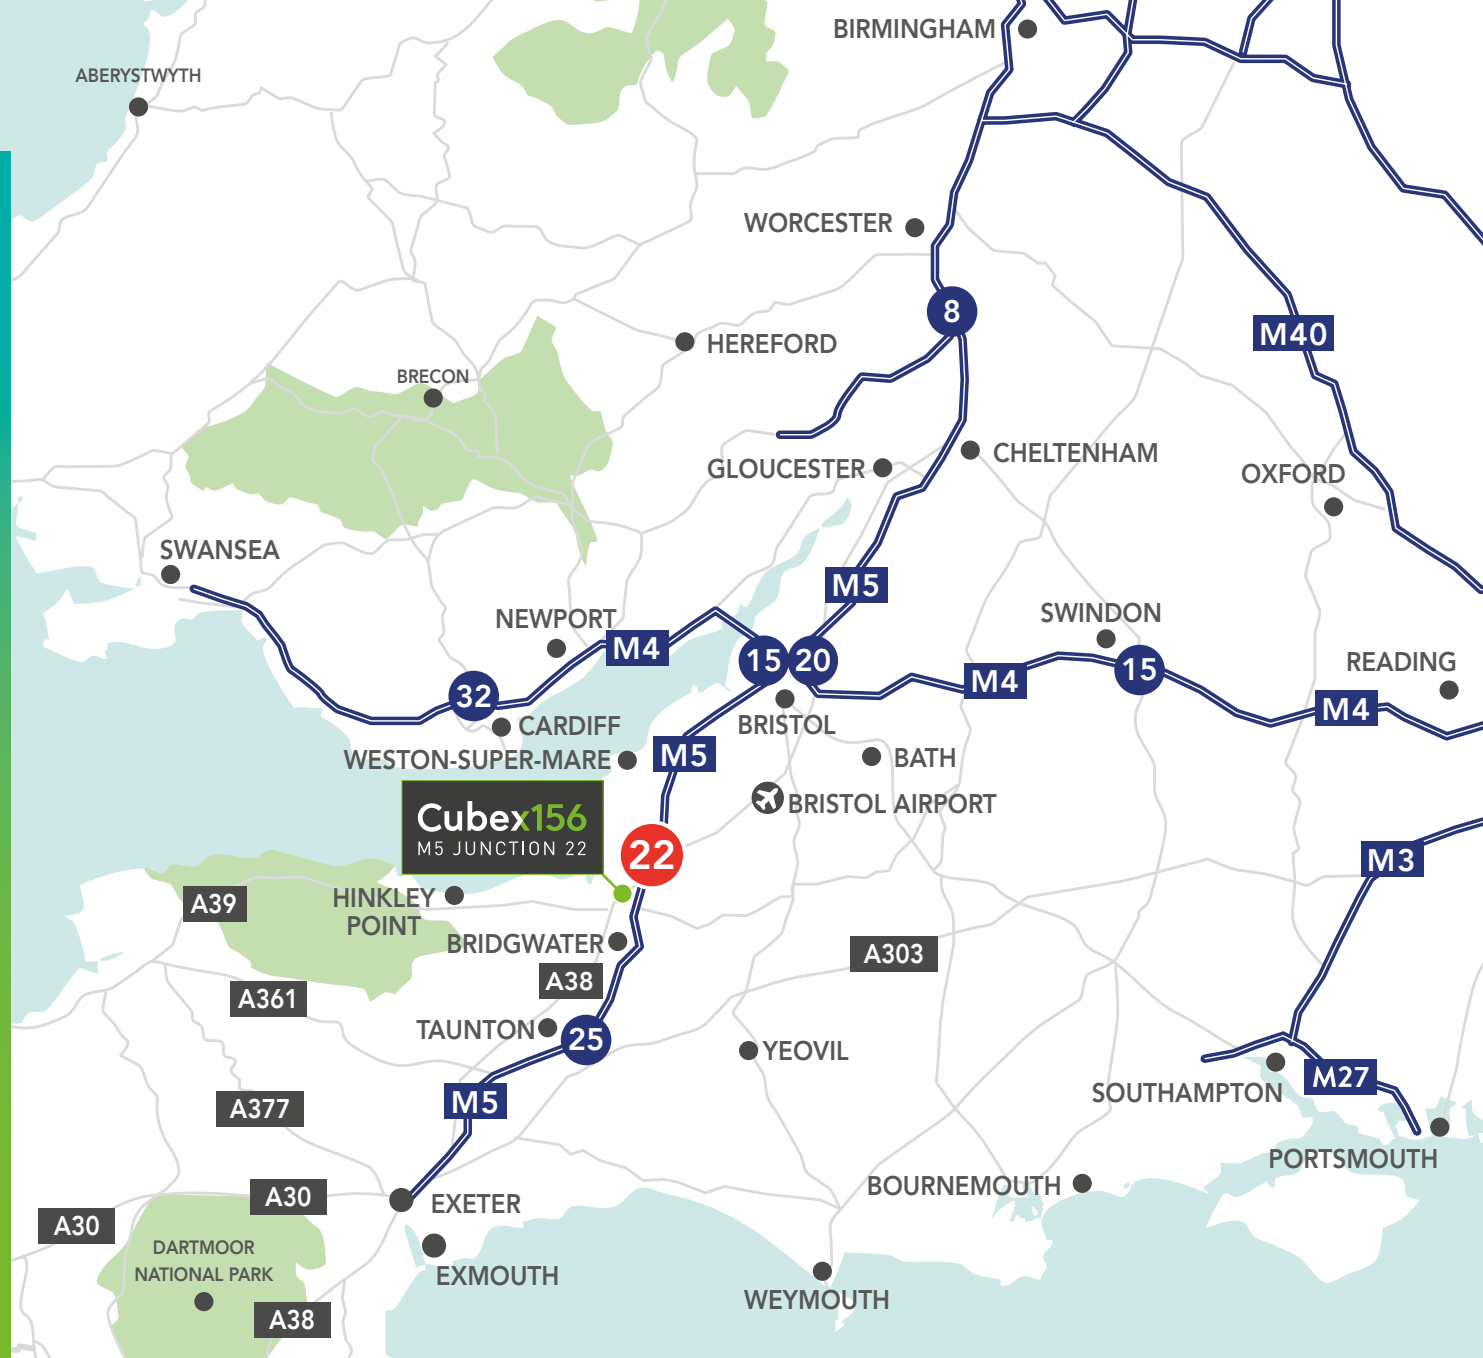 BIRMINGHAM
ABERYSTWYTH
WORCESTER
8
M40
HEREFORD
BRECON
CHELTENHAM
GLOUCESTER
OXFORD
SWANSEA
M5
NEWPORT
SWINDON
M4
15
20
15
READING
M4
32
M4
CARDIFF
BRISTOL
WESTON-SUPER-MARE
M5
BATH
BRISTOL AIRPORT
Cubex156
M5 JUNCTION 22
22
M3
A39
HINKLEY
POINT
BRIDGWATER
A303
A38
A361
TAUNTON
25
YEOVIL
M27
SOUTHAMPTON
M5
A377
PORTSMOUTH
BOURNEMOUTH
A30
EXETER
A30
DARTMOOR
NATIONAL PARK
EXMOUTH
WEYMOUTH
A38